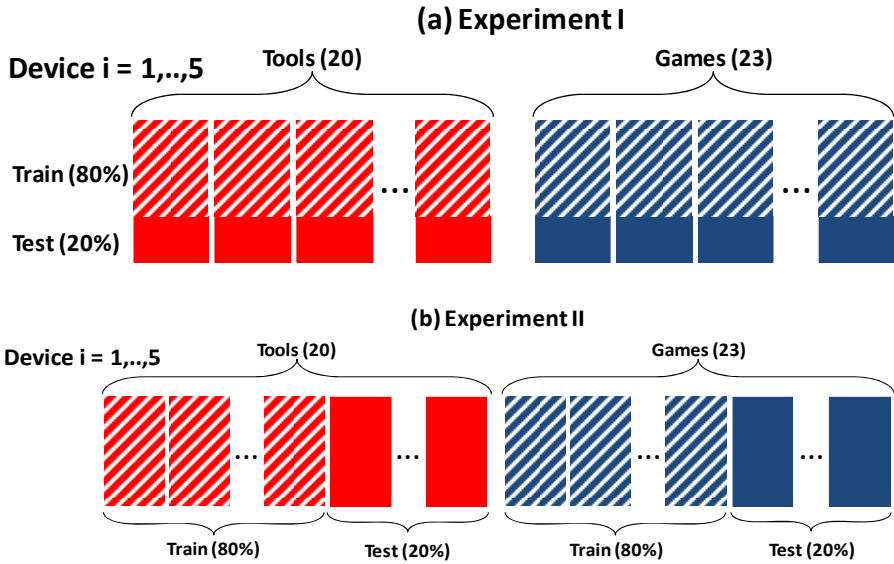 (a) Experiment I
Device i = 1,..,5
Tools (20)
Games (23)
Train (80%)
...
...
Test (20%)
(b) Experiment II
Device i = 1,..,5
Tools (20)
Games (23)
...
...
...
...
Train (80%)
Test (20%)
Train (80%)
Test (20%)